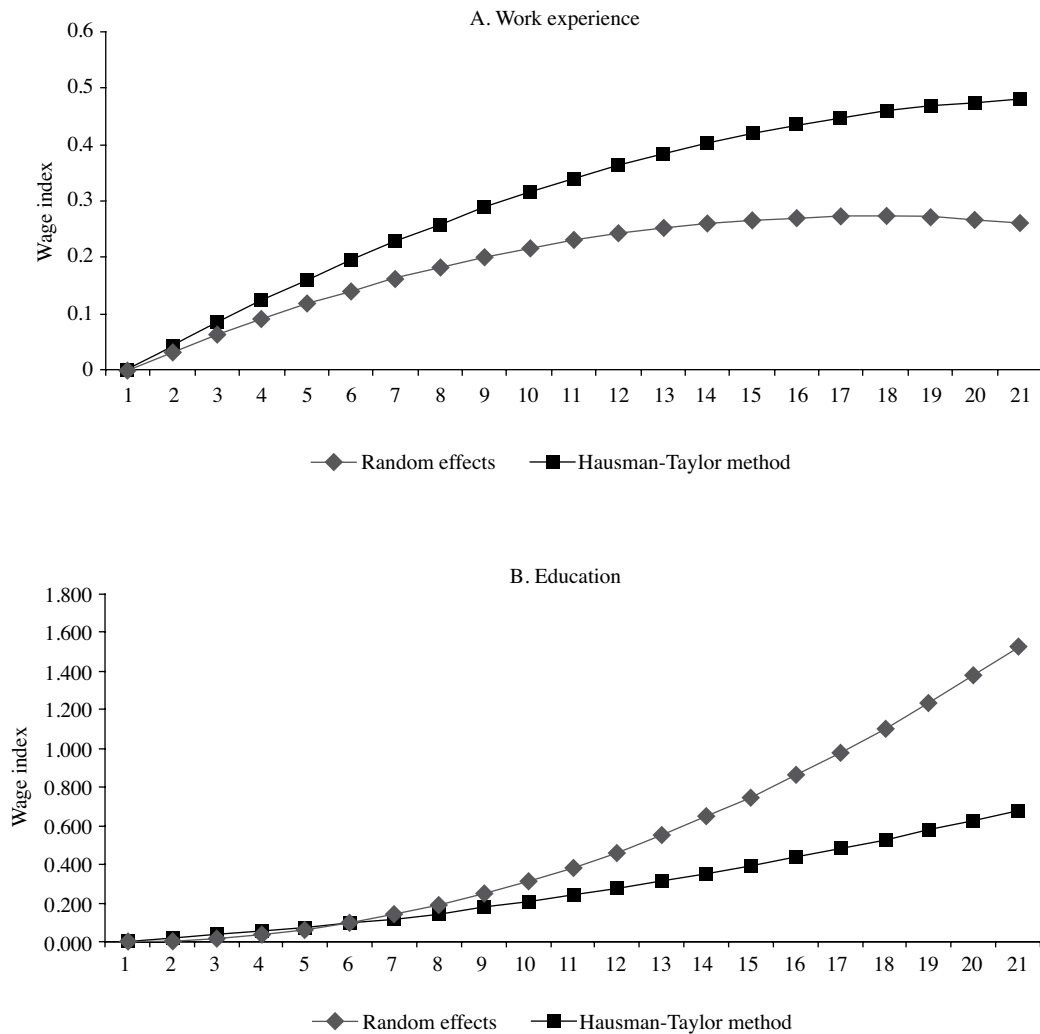 A. Work experience
0.6
0.5
0.4
0.3
0.2
0.1
0
Wage index
1 2 3 4 5 6 7 8 9 10 11 12 13 14 15 16 17 18 19 20 21
Random effects Hausman-Taylor method
B. Education
1.800
1.600
1.400
1.200
1.000
0.800
0.600
0.400
0.200
0.000
Wage index
1 2 3 4 5 6 7 8 9 10 11 12 13 14 15 16 17 18 19 20 21
Random effects Hausman-Taylor method